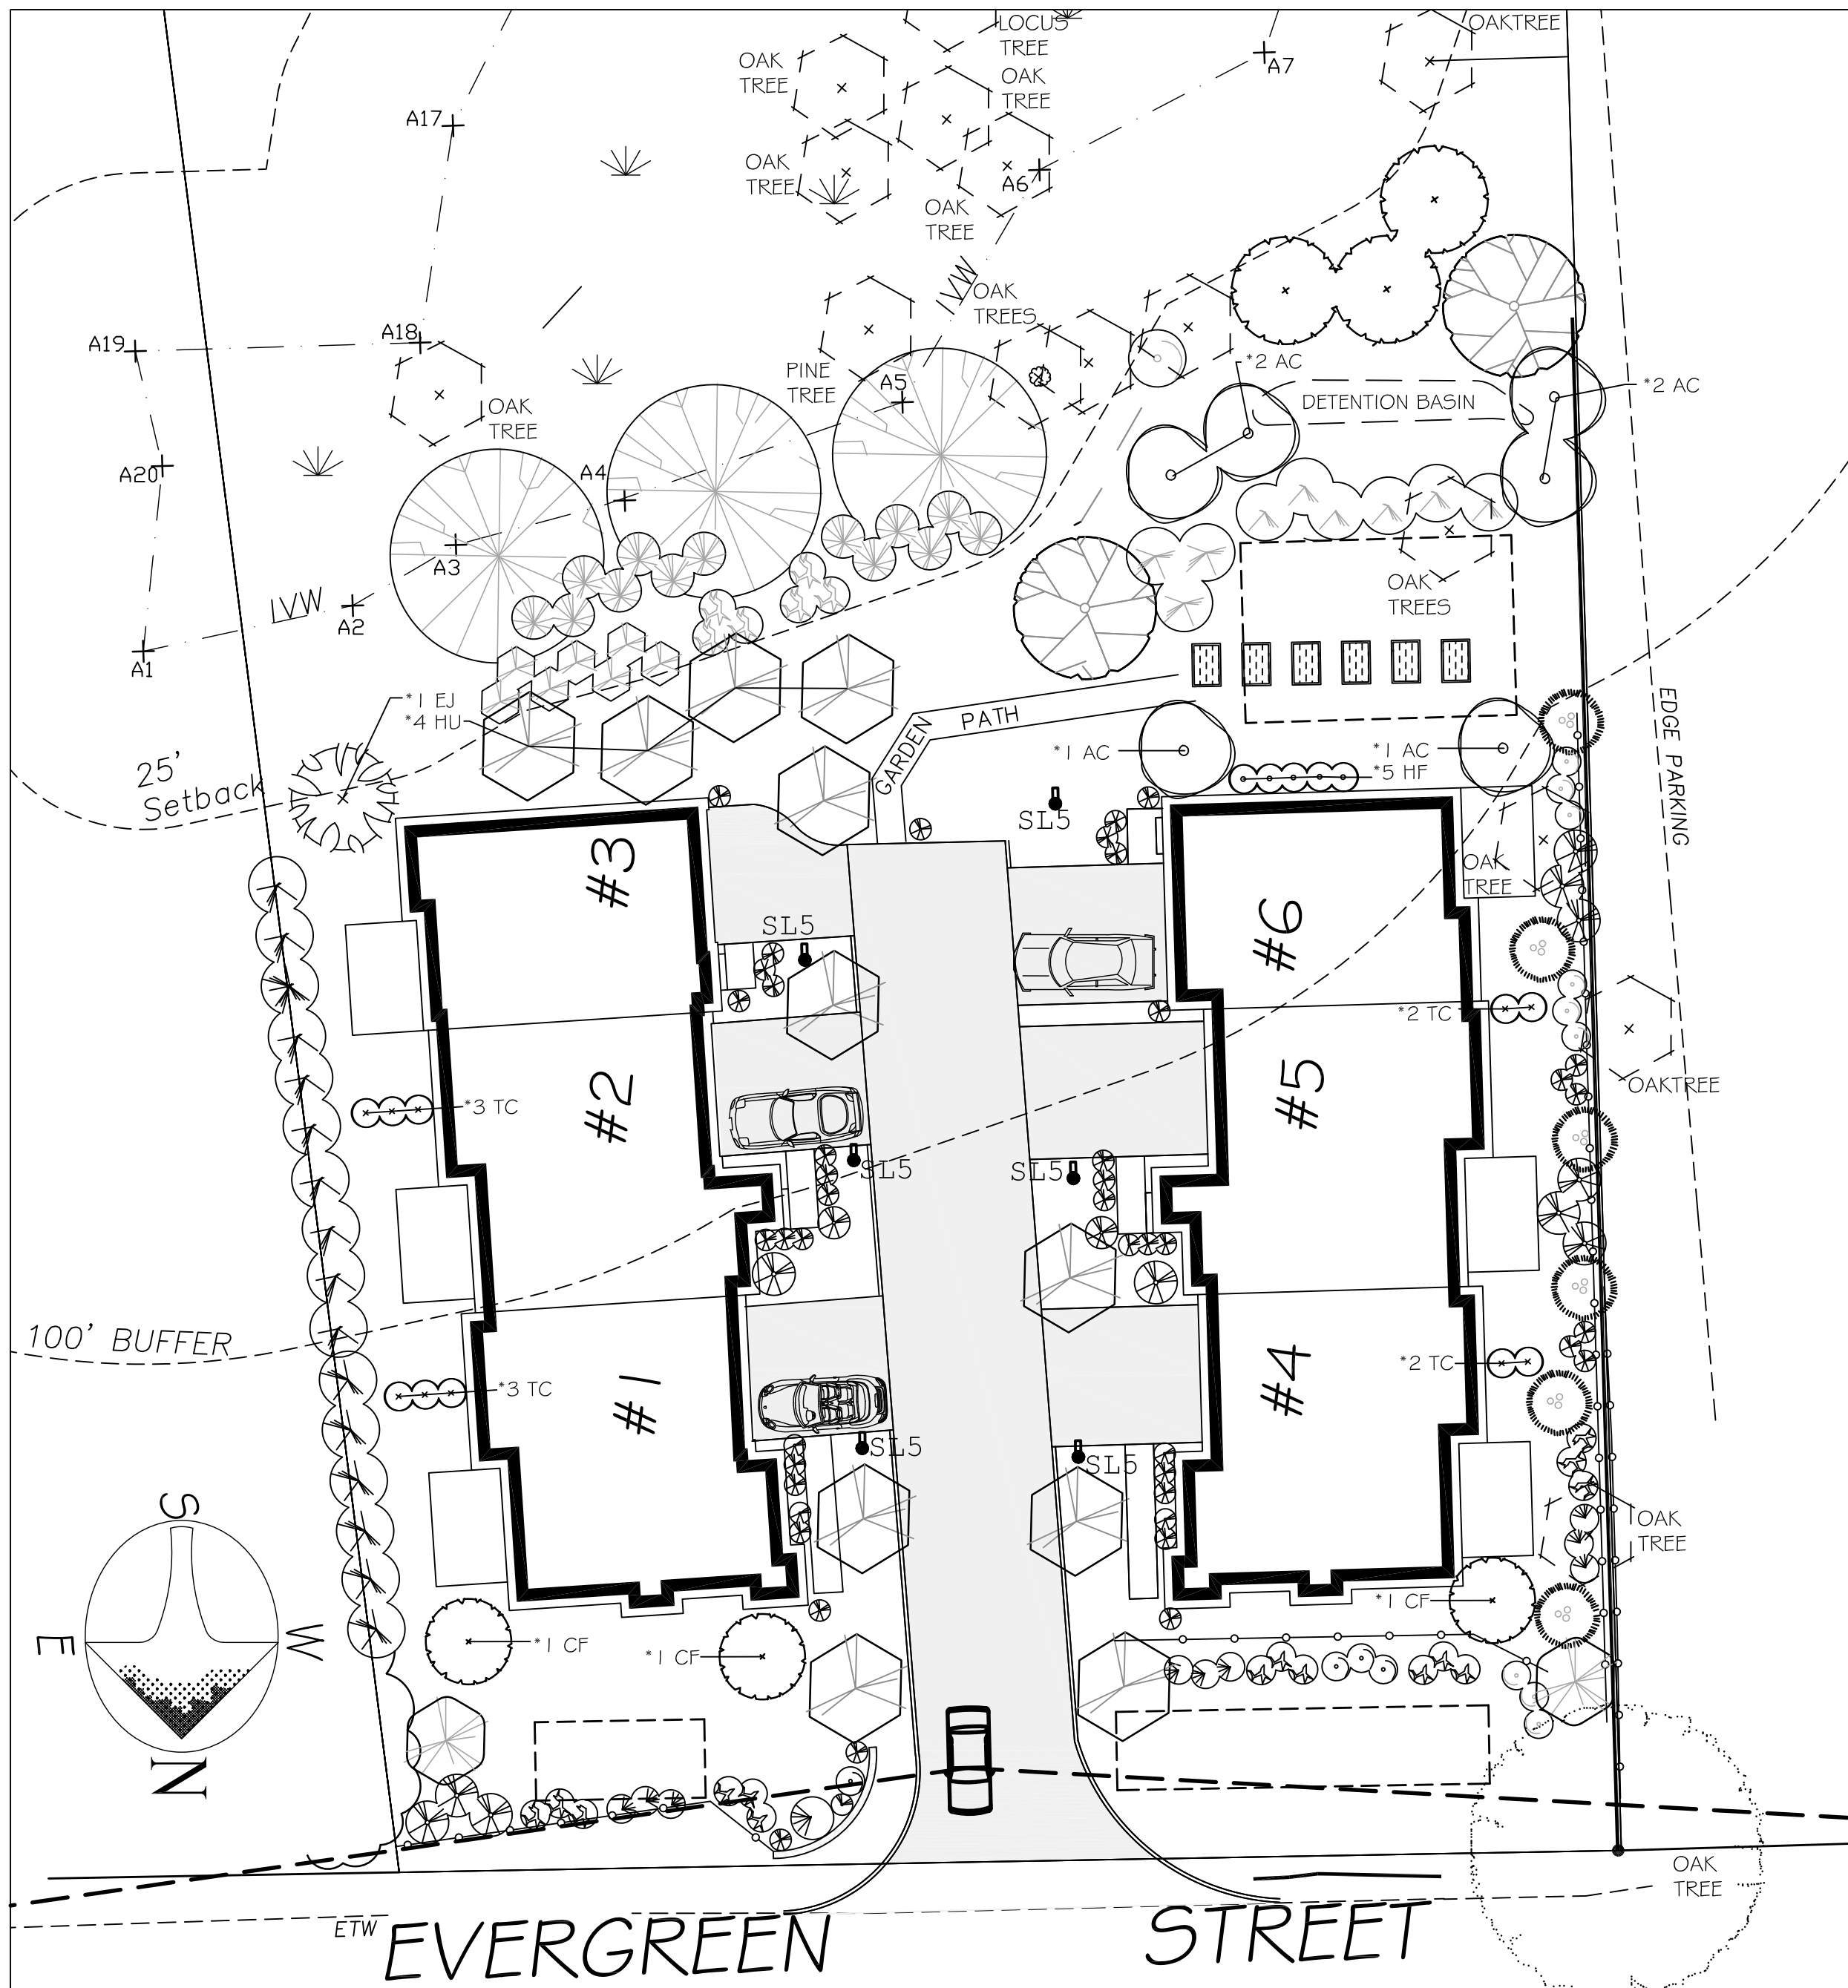 LOCUS
TREE
OAKTREE
OAK
TREE
A7
OAK
TREE
A17
OAK
TREE
A6
OAK
TREE
IVW
OAK
TREES
A19
A18
PINE
TREE
A5
*2 AC
*2 AC
DETENTION BASIN
OAK
TREE
A20
A4
A3
OAK
TREES
IVW
A2
A1
*1 EJ
*4 HU
GARDEN
PATH
EDGE PARKING
*1 AC
*1 AC
*5 HF
25'
Setback
SL5
#3
OAK
TREE
SL5
#6
*2 TC
#2
*3 TC
#5
OAKTREE
SL5
SL5
100' BUFFER
*2 TC
#4
*3 TC
#1
SL5
SL5
S
OAK
TREE
E
W
N
*1 CF
*1 CF
*1 CF
OAK
TREE
ETW
EVERGREEN STREET